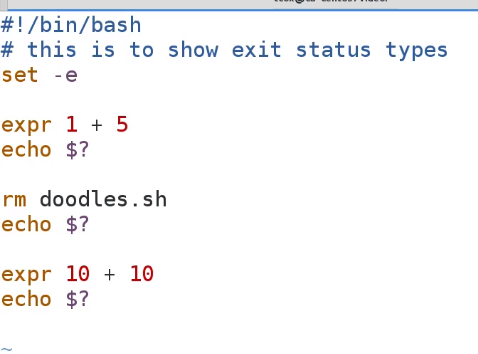 #!/bin/bash
# this is to show exit status types
set -e
expr 1 + 5
echo $?
rm doodles.sh
echo $?
expr 10 + 10
echo $?
~